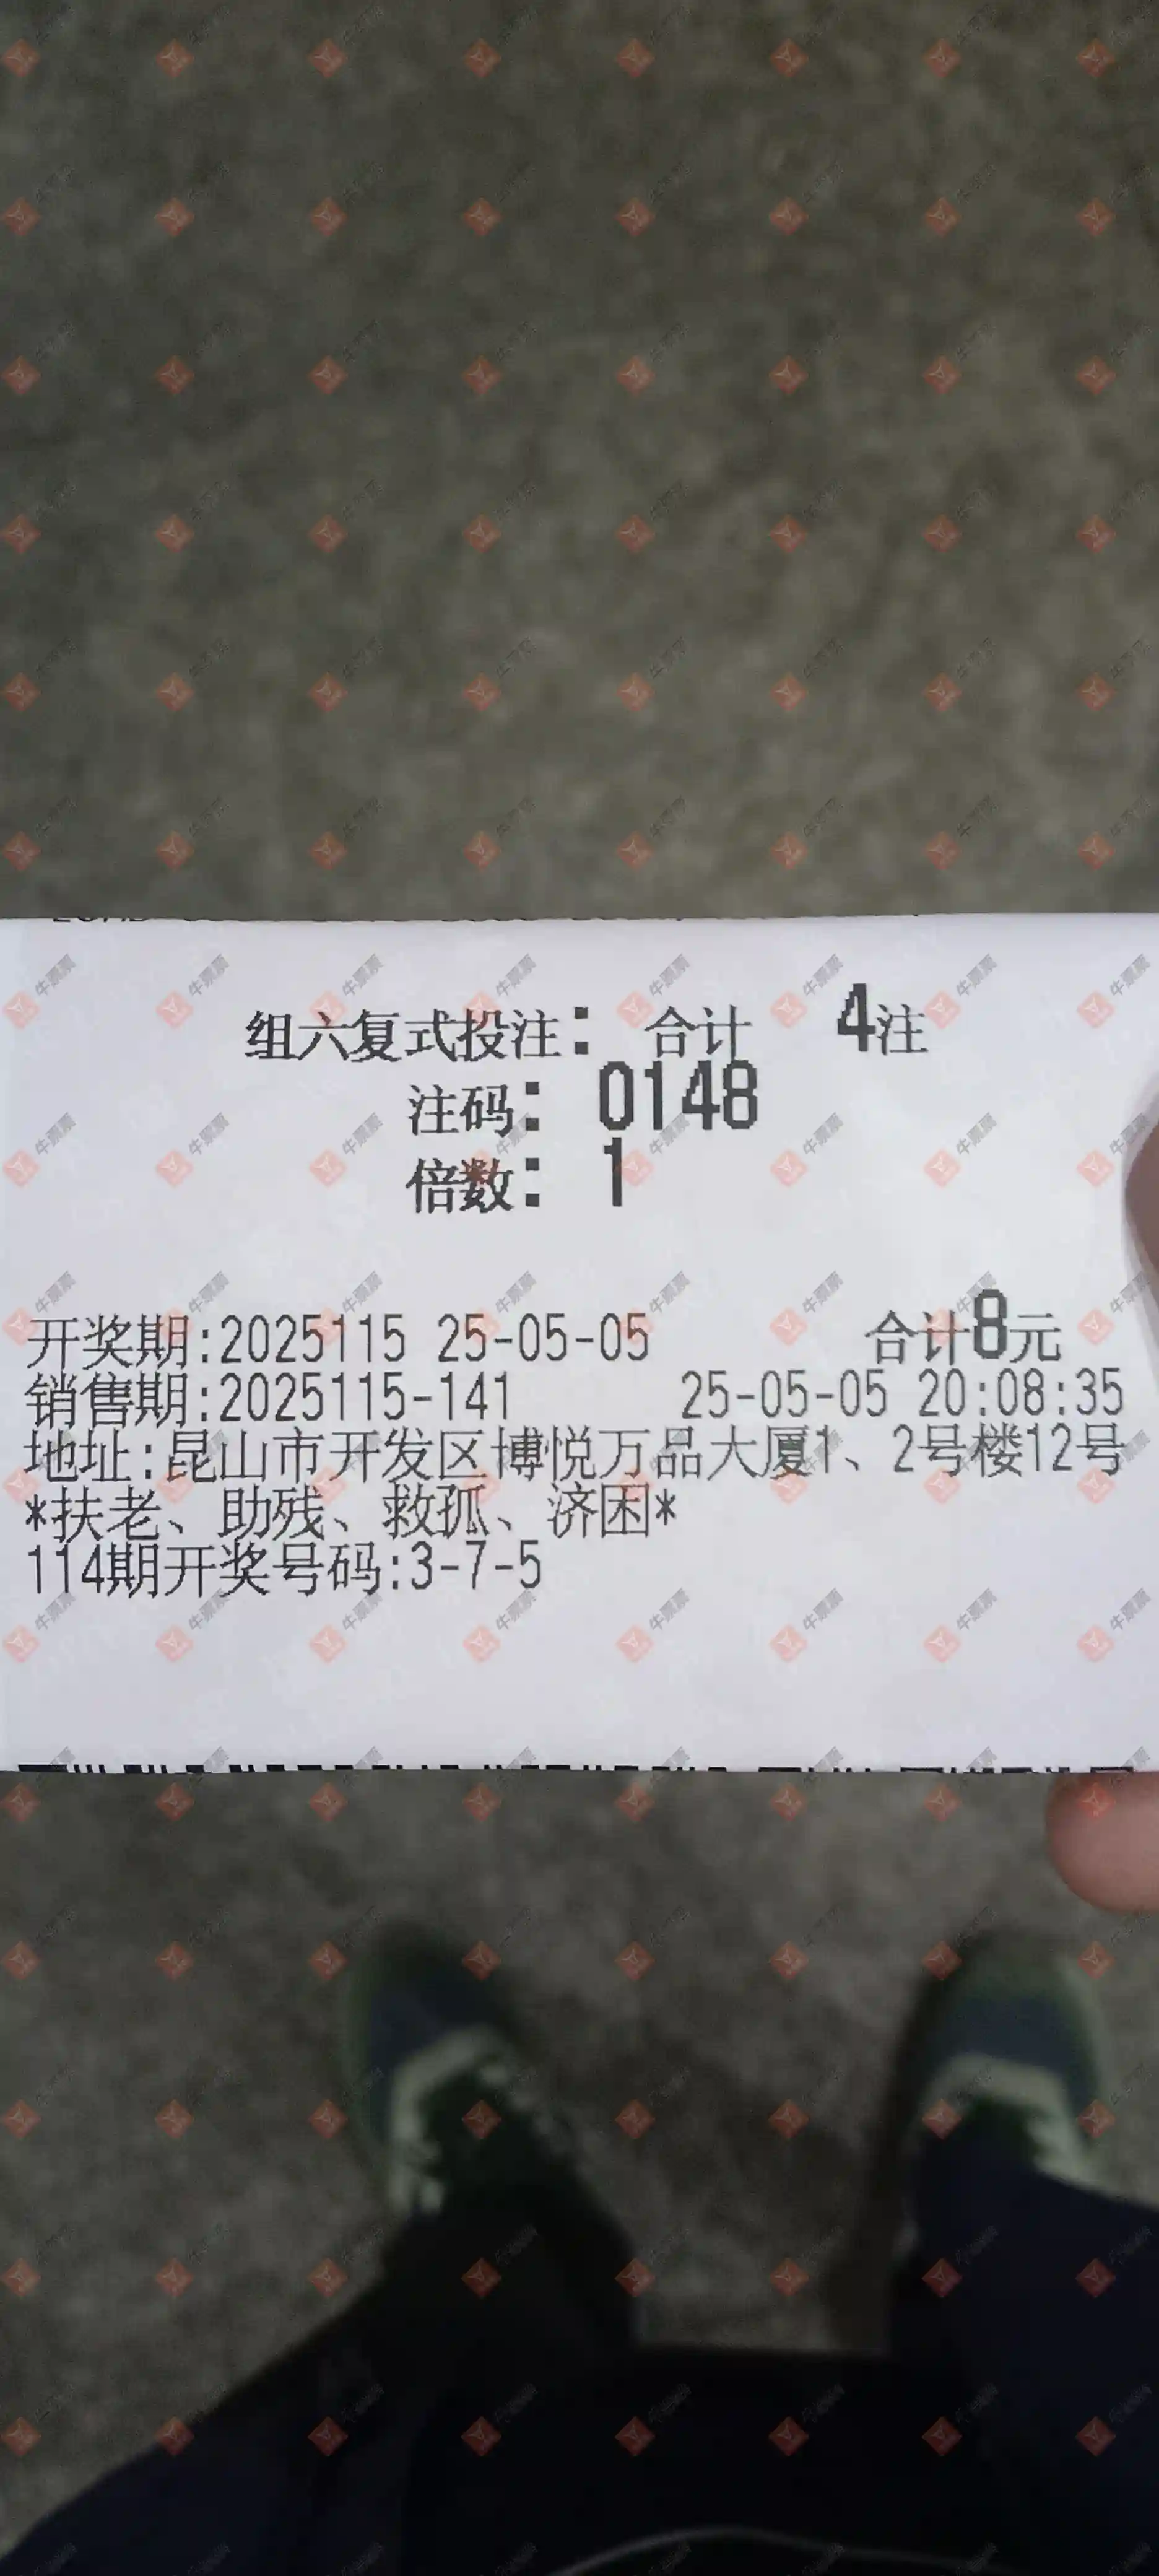 组六复式投注: 合计 4注
注码: 0148
倍数: 1
开奖期:2025115 25-05-05 合计8元
销售期:2025115-141 25-05-05 20:08:35
地址:昆山市开发区博悦万品大厦1、2号楼12号
*扶老、助残、救孤、济困*
114期开奖号码:3-7-5
牛票票